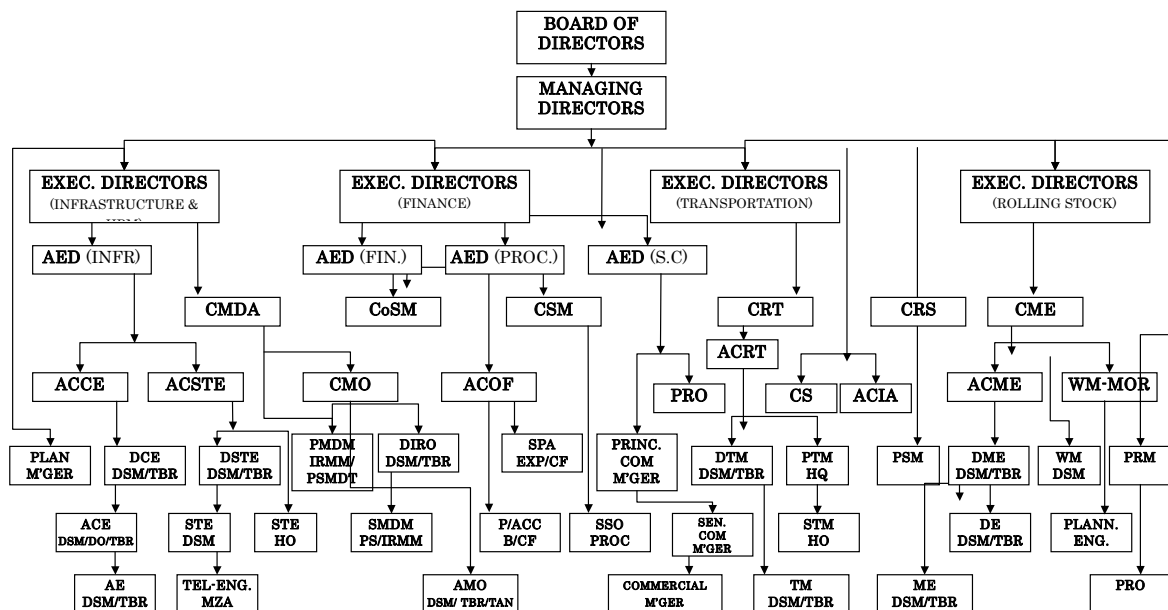 BOARD OF
DIRECTORS
MANAGING
DIRECTORS
EXEC. DIRECTORS
(INFRASTRUCTURE &
EXEC. DIRECTORS
(FINANCE)
EXEC. DIRECTORS
(TRANSPORTATION)
EXEC. DIRECTORS
(ROLLING STOCK)
AED (INFR)
AED (FIN.)
AED (PROC.)
AED (S.C)
CMDA
CoSM
CSM
CRT
CRS
CME
ACRT
ACCE
ACSTE
CMO
ACOF
PRO
CS
ACIA
ACME
WM-MOR
PLAN
M'GER
DCE
DSM/TBR
DSTE
DSM/TBR
PMDM
IRMM/
PSMDT
DIRO
DSM/TBR
SPA
EXP/CF
PRINC.
COM
M'GER
DTM
DSM/TBR
PTM
HQ
PSM
DME
DSM/TBR
WM
DSM
PRM
ACE
DSM/DO/TBR
STE
DSM
STE
HO
SMDM
PS/IRMM
P/ACC
B/CF
SSO
PROC
SEN.
COM
M'GER
STM
HO
DE
DSM/TBR
PLANN.
ENG.
AE
DSM/TBR
TEL-ENG.
MZA
AMO
DSM/ TBR/TAN
COMMERCIAL
M'GER
TM
DSM/TBR
ME
DSM/TBR
PRO